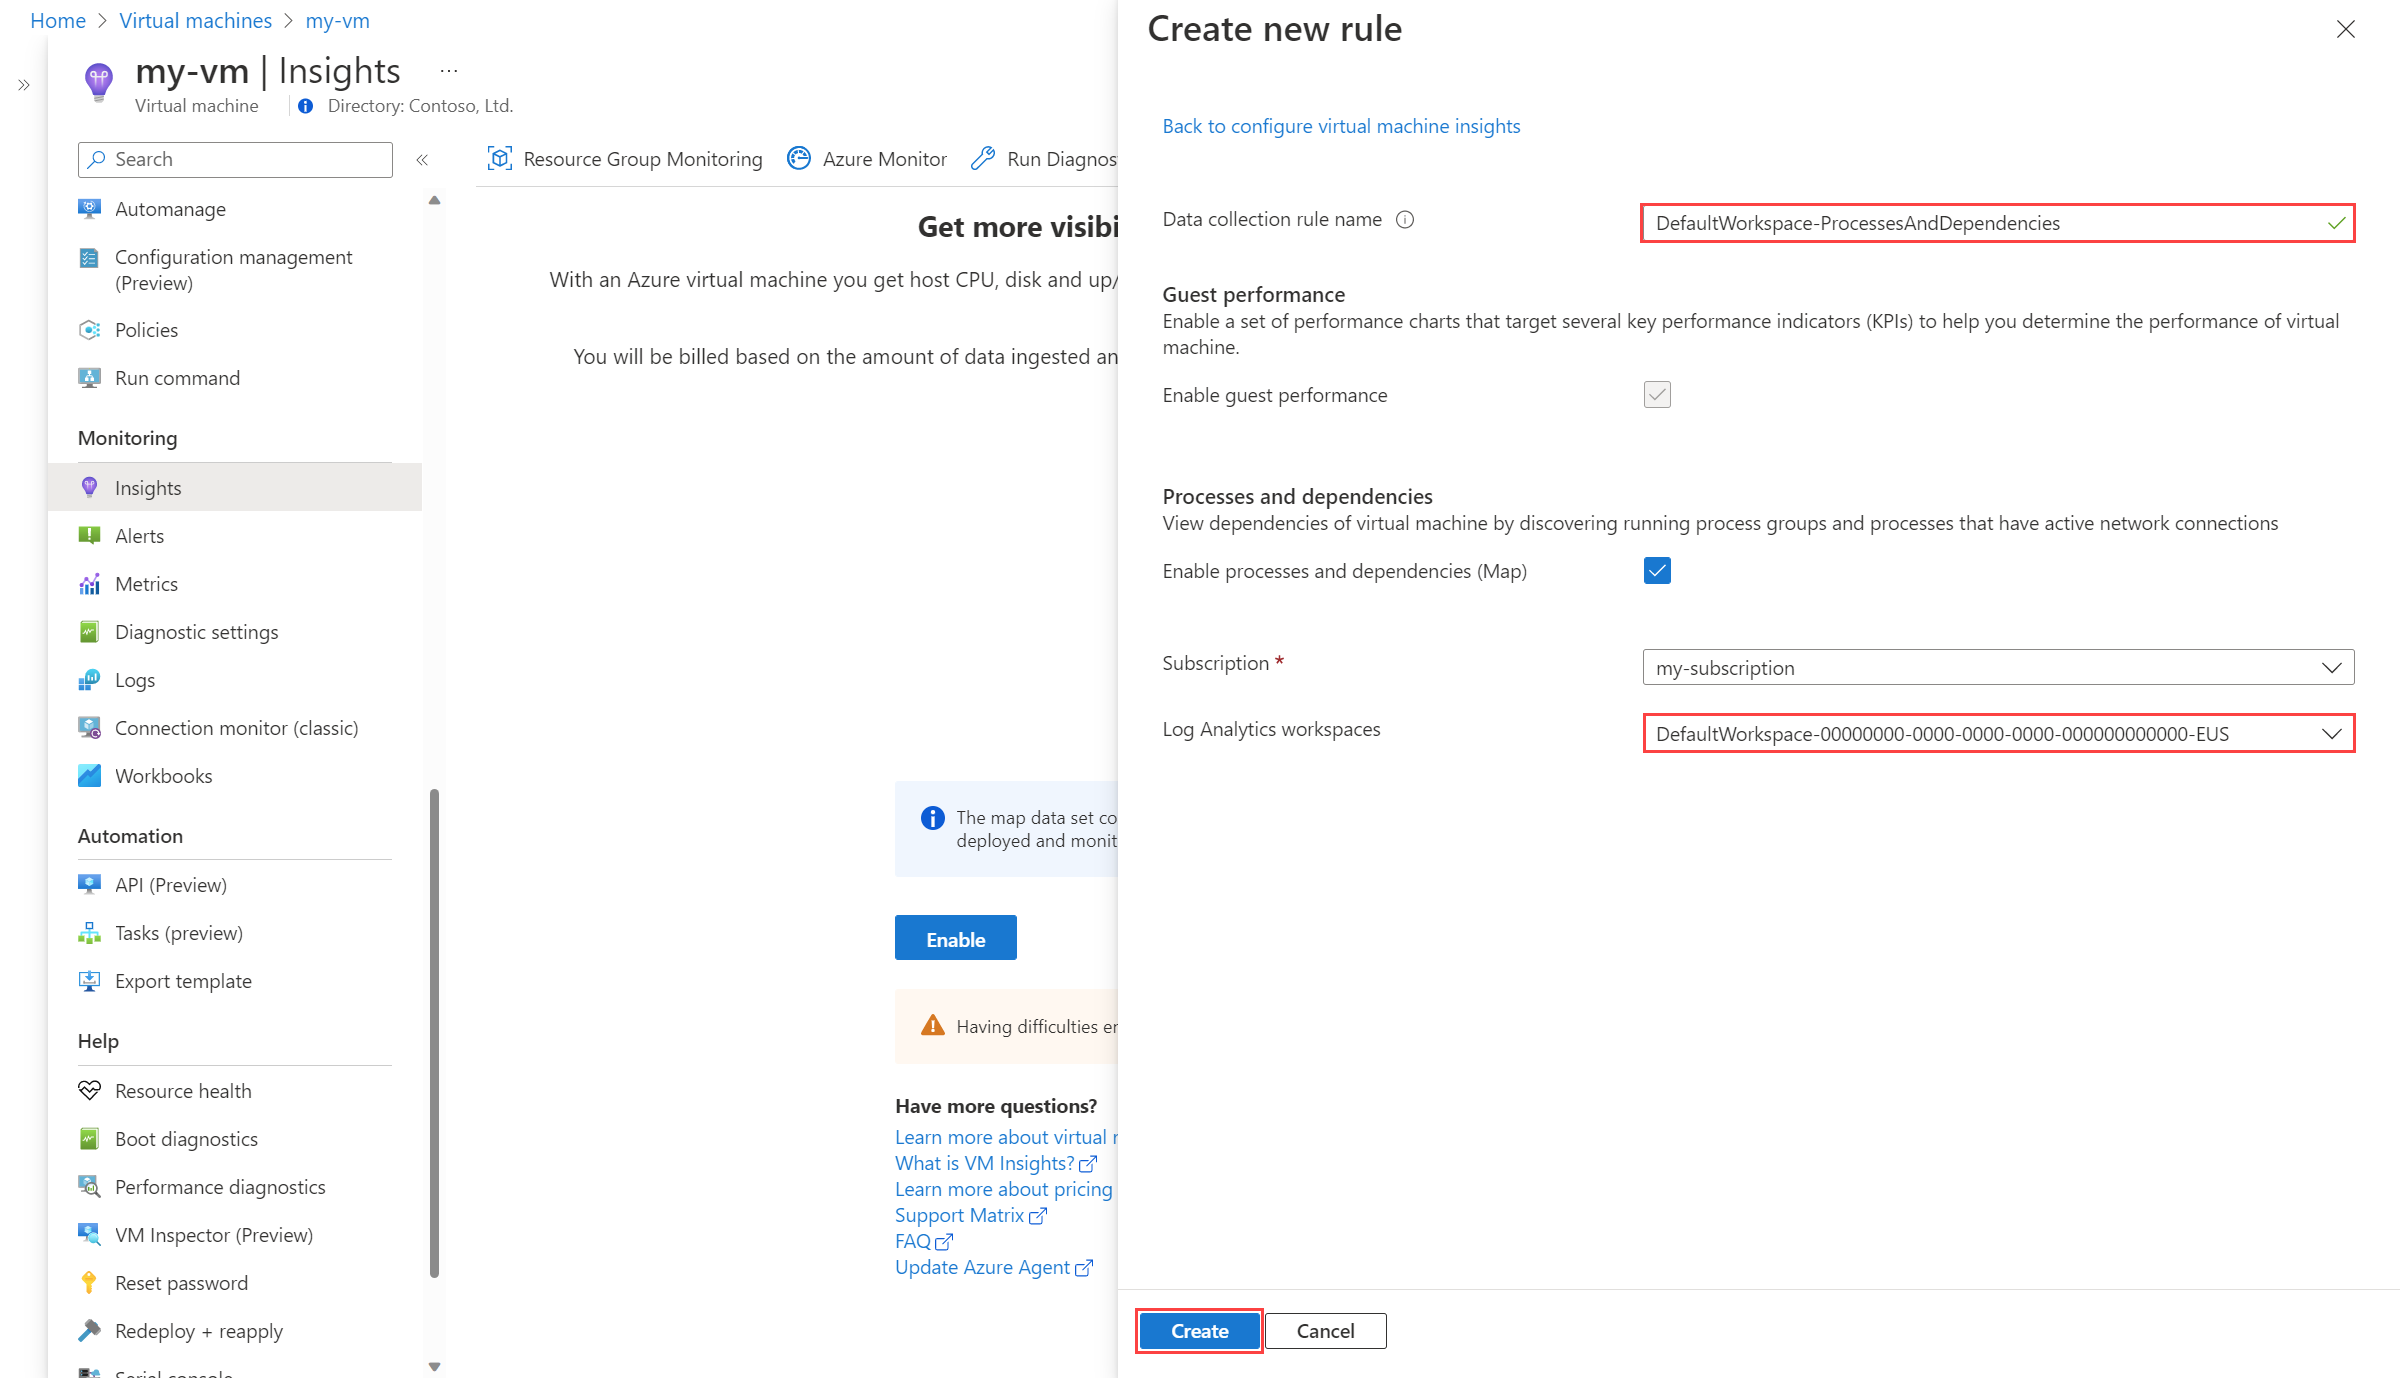 Home > Virtual machines > my-vm
my-vm | Insights ...
Virtual machine
Directory: Contoso, Ltd.
Search
Automanage
Configuration management
(Preview)
Policies
Run command
Monitoring
Insights
Alerts
Metrics
Diagnostic settings
Logs
Connection monitor (classic)
Workbooks
Automation
API (Preview)
Tasks (preview)
Export template
Help
Resource health
Boot diagnostics
Performance diagnostics
VM Inspector (Preview)
Reset password
Redeploy + reapply
Serial console
Resource Group Monitoring
Azure Monitor
Run Diagnos
Get more visibi
With an Azure virtual machine you get host CPU, disk and up/
You will be billed based on the amount of data ingested an
The map data set co
deployed and monit
Enable
Having difficulties er
Have more questions?
Learn more about virtual r
What is VM Insights?
Learn more about pricing
Support Matrix
FAQ
Update Azure Agent
Create new rule
Back to configure virtual machine insights
Data collection rule name
DefaultWorkspace-ProcessesAndDependencies
Guest performance
Enable a set of performance charts that target several key performance indicators (KPIs) to help you determine the performance of virtual
machine.
Enable guest performance
Processes and dependencies
View dependencies of virtual machine by discovering running process groups and processes that have active network connections
Enable processes and dependencies (Map)
Subscription *
my-subscription
Log Analytics workspaces
DefaultWorkspace-00000000-0000-0000-0000-000000000000-EUS
Create
Cancel